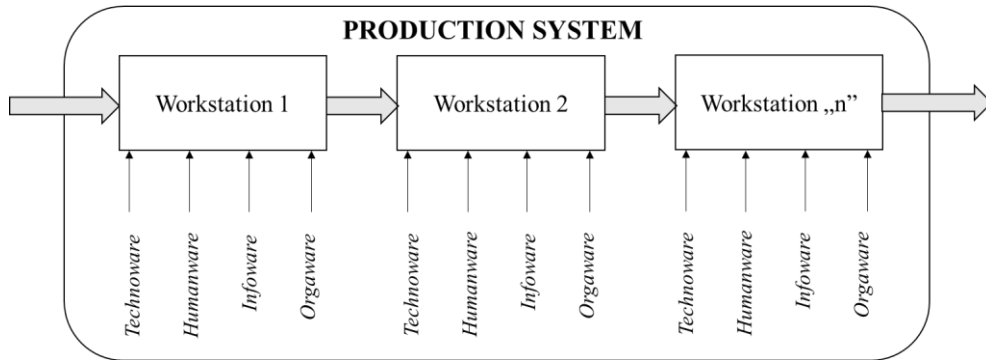 PRODUCTION SYSTEM
Workstation 1
Workstation 2
Workstation „n”
Technoware
Humanware
Infoware
Orgaware
Technoware
Humanware
Infoware
Orgaware
Technoware
Humanware
Infoware
Orgaware